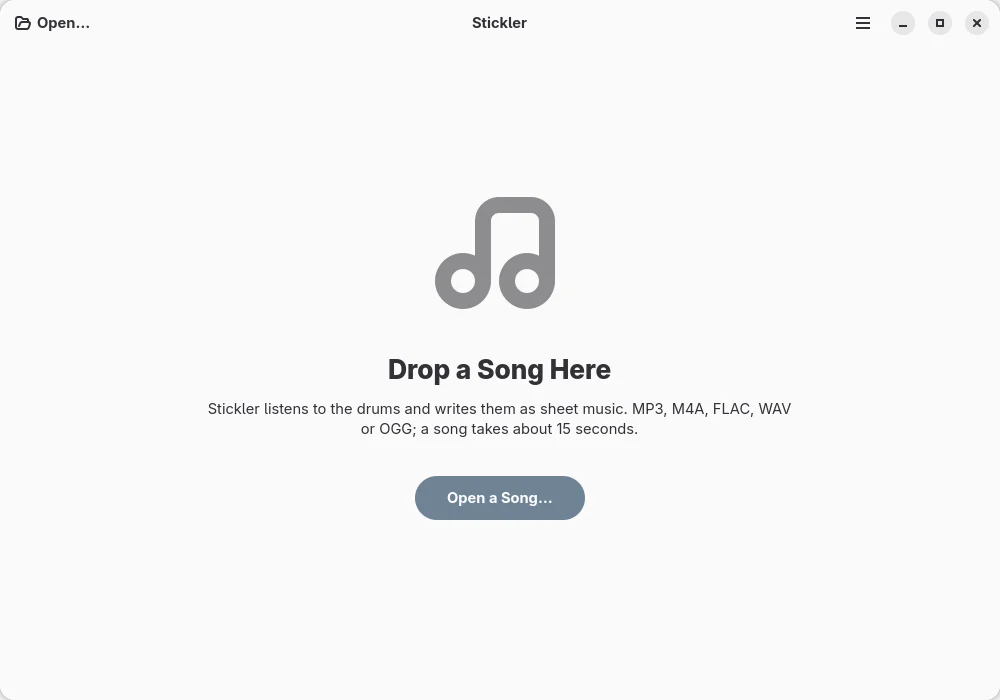 Open…
Stickler
Drop a Song Here
Stickler listens to the drums and writes them as sheet music. MP3, M4A, FLAC, WAV
or OGG; a song takes about 15 seconds.
Open a Song…